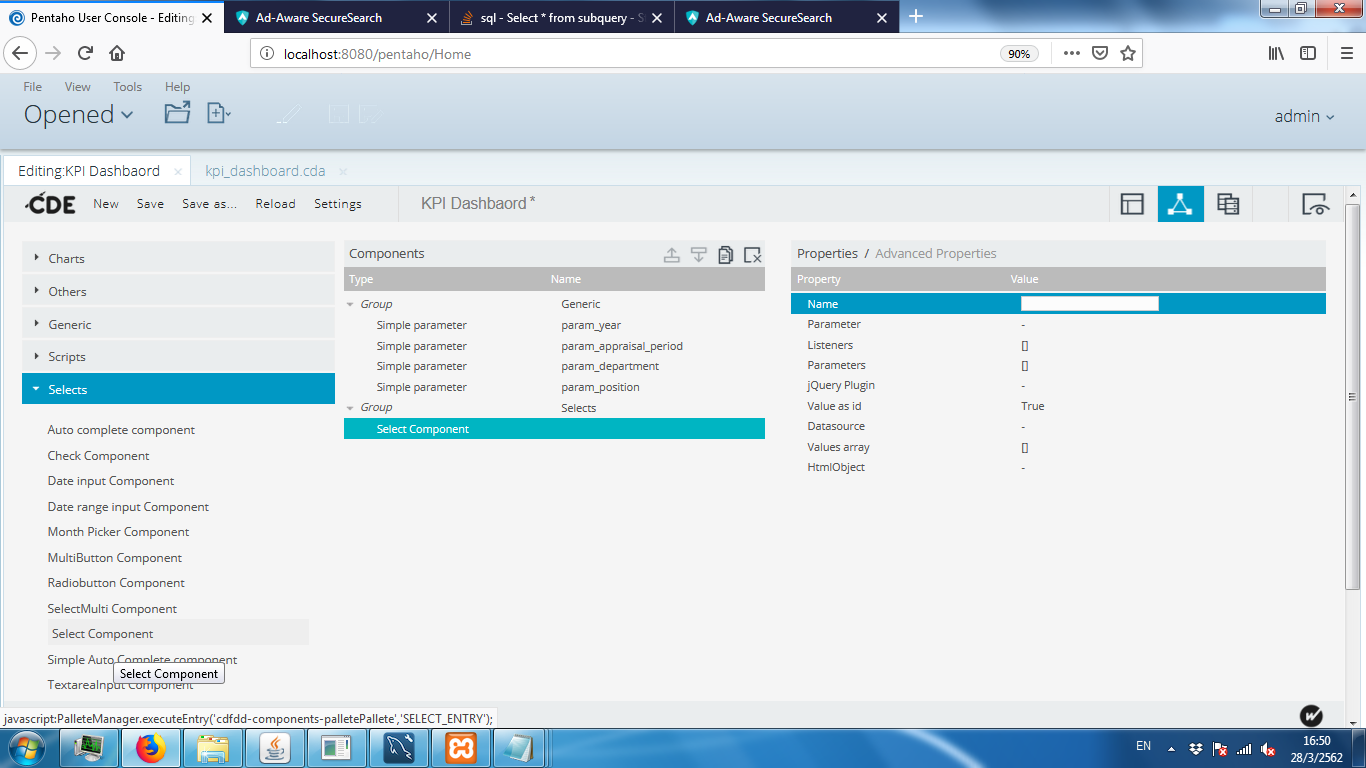 Pentaho User Console - Editing
Ad-Aware SecureSearch
sql - Select * from subquery - S
Ad-Aware SecureSearch
localhost:8080/pentaho/Home
90%
File View Tools Help
Opened
admin
Editing:KPI Dashbaord
kpi_dashboard.cda
CDE New Save Save as... Reload Settings
KPI Dashbaord *
Charts
Others
Generic
Scripts
Selects
Auto complete component
Check Component
Date input Component
Date range input Component
Month Picker Component
MultiButton Component
Radiobutton Component
SelectMulti Component
Select Component
Simple Auto Complete component
Select Component
TextareaInput Component
Components
Type Name
Group Generic
Simple parameter param_year
Simple parameter param_appraisal_period
Simple parameter param_department
Simple parameter param_position
Group Selects
Select Component
Properties / Advanced Properties
Property Value
Name
Parameter -
Listeners []
Parameters []
jQuery Plugin -
Value as id True
Datasource -
Values array []
HtmlObject -
javascript:PalleteManager.executeEntry('cdfdd-components-palletePallete','SELECT_ENTRY');
EN
16:50
28/3/2562